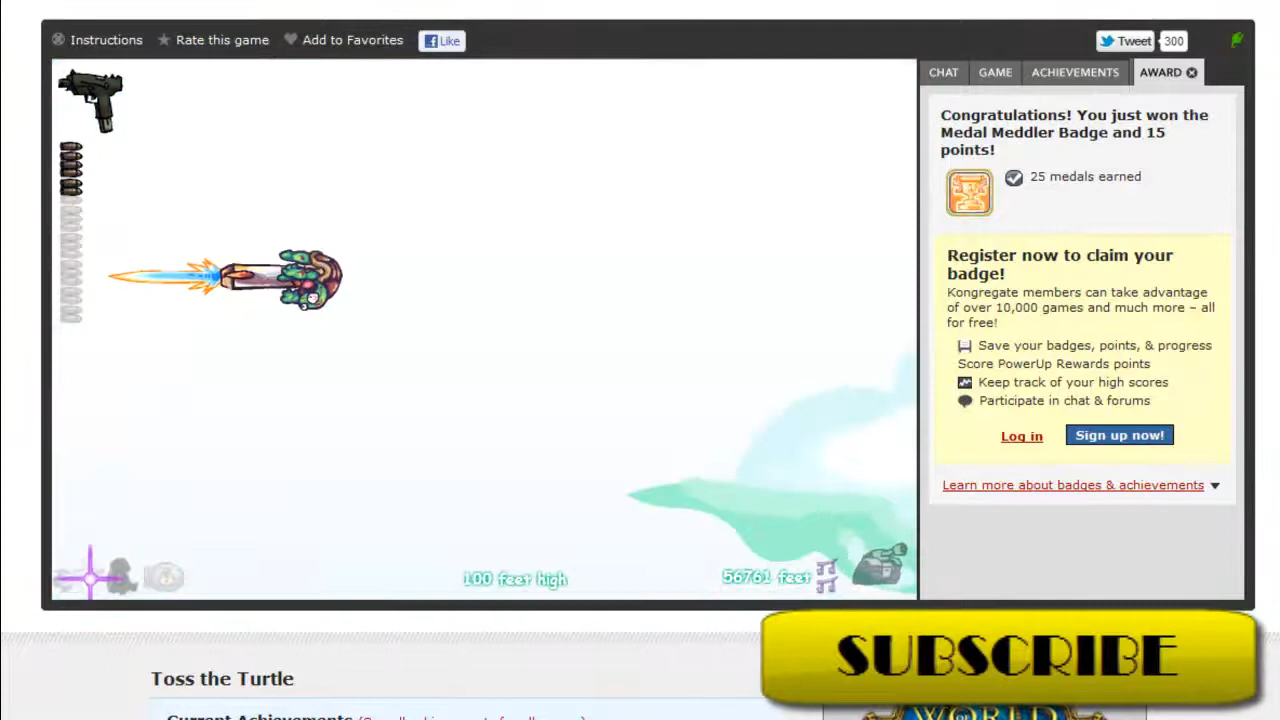 Instructions
Rate this game
Add to Favorites
Like
Tweet
300
CHAT
GAME
ACHIEVEMENTS
AWARD
Congratulations! You just won the
Medal Meddler Badge and 15
points!
25 medals earned
Register now to claim your
badge!
Kongregate members can take advantage
of over 10,000 games and much more – all
for free!
Save your badges, points, & progress
Score PowerUp Rewards points
Keep track of your high scores
Participate in chat & forums
Log in
Sign up now!
Learn more about badges & achievements
100 feet high
56761 feet
SUBSCRIBE
Toss the Turtle
Current Achievements
WORLD